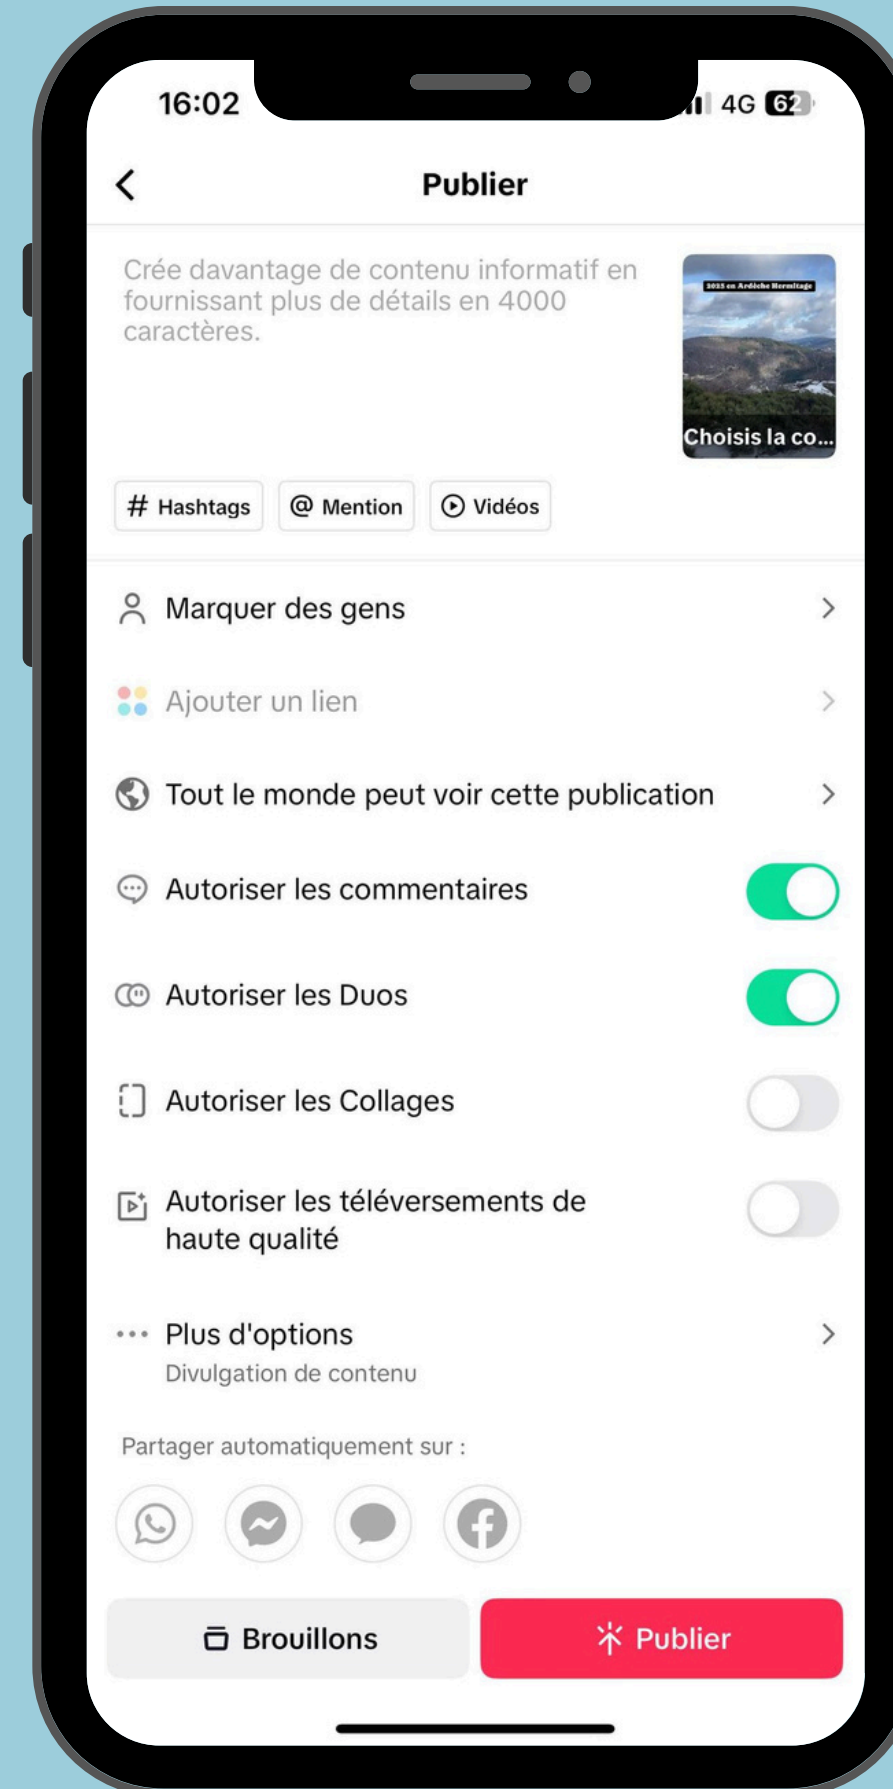 16:02
4G 62
Publier
Crée davantage de contenu informatif en
fournissant plus de détails en 4000
caractères.
2023 en Ardèche Hermitage
Choisis la co...
# Hashtags
@ Mention
Vidéos
Marquer des gens
Ajouter un lien
Tout le monde peut voir cette publication
Autoriser les commentaires
Autoriser les Duos
Autoriser les Collages
Autoriser les téléversements de
haute qualité
Plus d'options
Divulgation de contenu
Partager automatiquement sur :
Brouillons
Publier